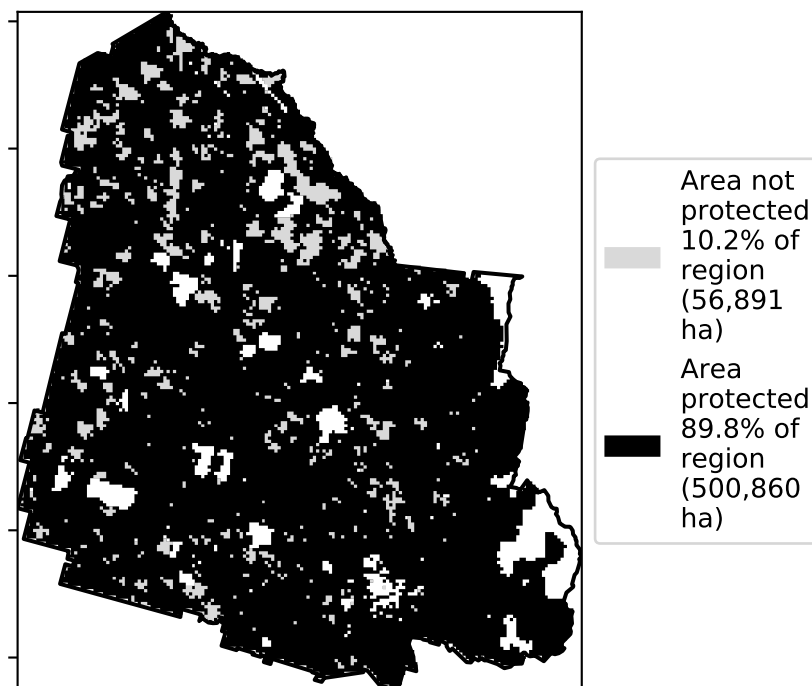 Area not
protected
10.2% of
region
(56,891
ha)
Area
protected
89.8% of
region
(500,860
ha)